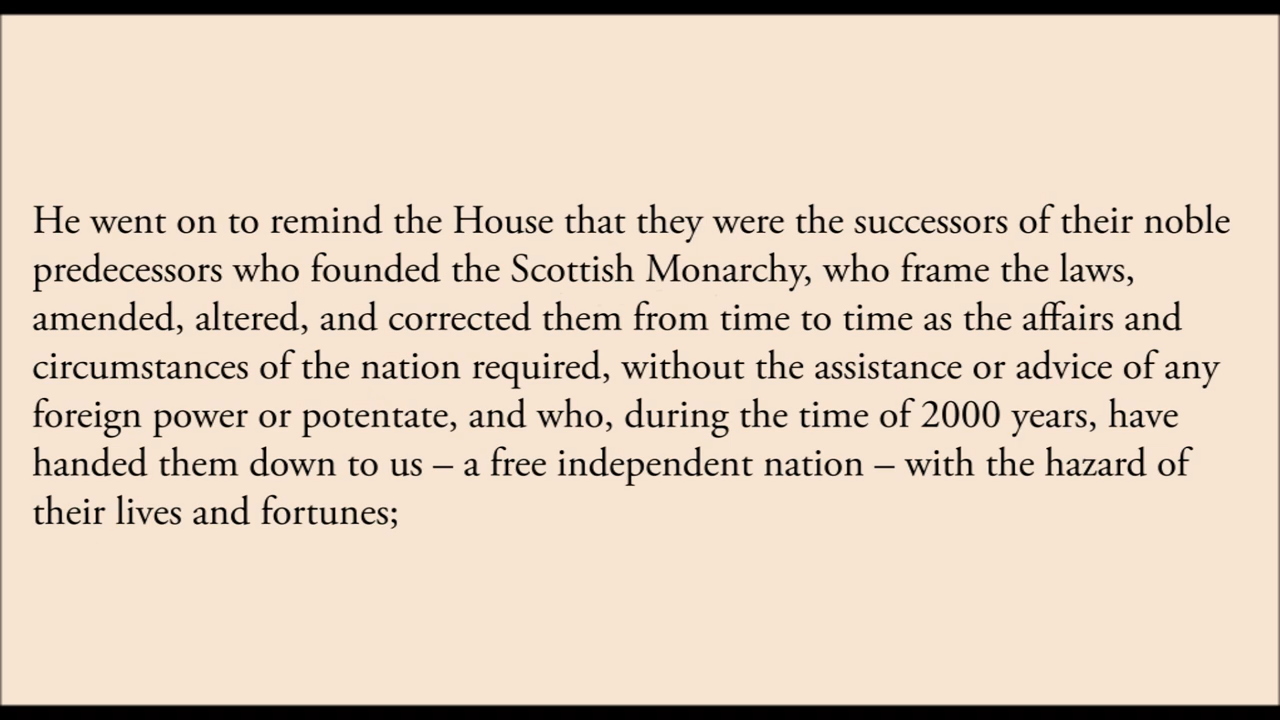 He went on to remind the House that they were the successors of their noble
predecessors who founded the Scottish Monarchy, who frame the laws,
amended, altered, and corrected them from time to time as the affairs and
circumstances of the nation required, without the assistance or advice of any
foreign power or potentate, and who, during the time of 2000 years, have
handed them down to us – a free independent nation – with the hazard of
their lives and fortunes;